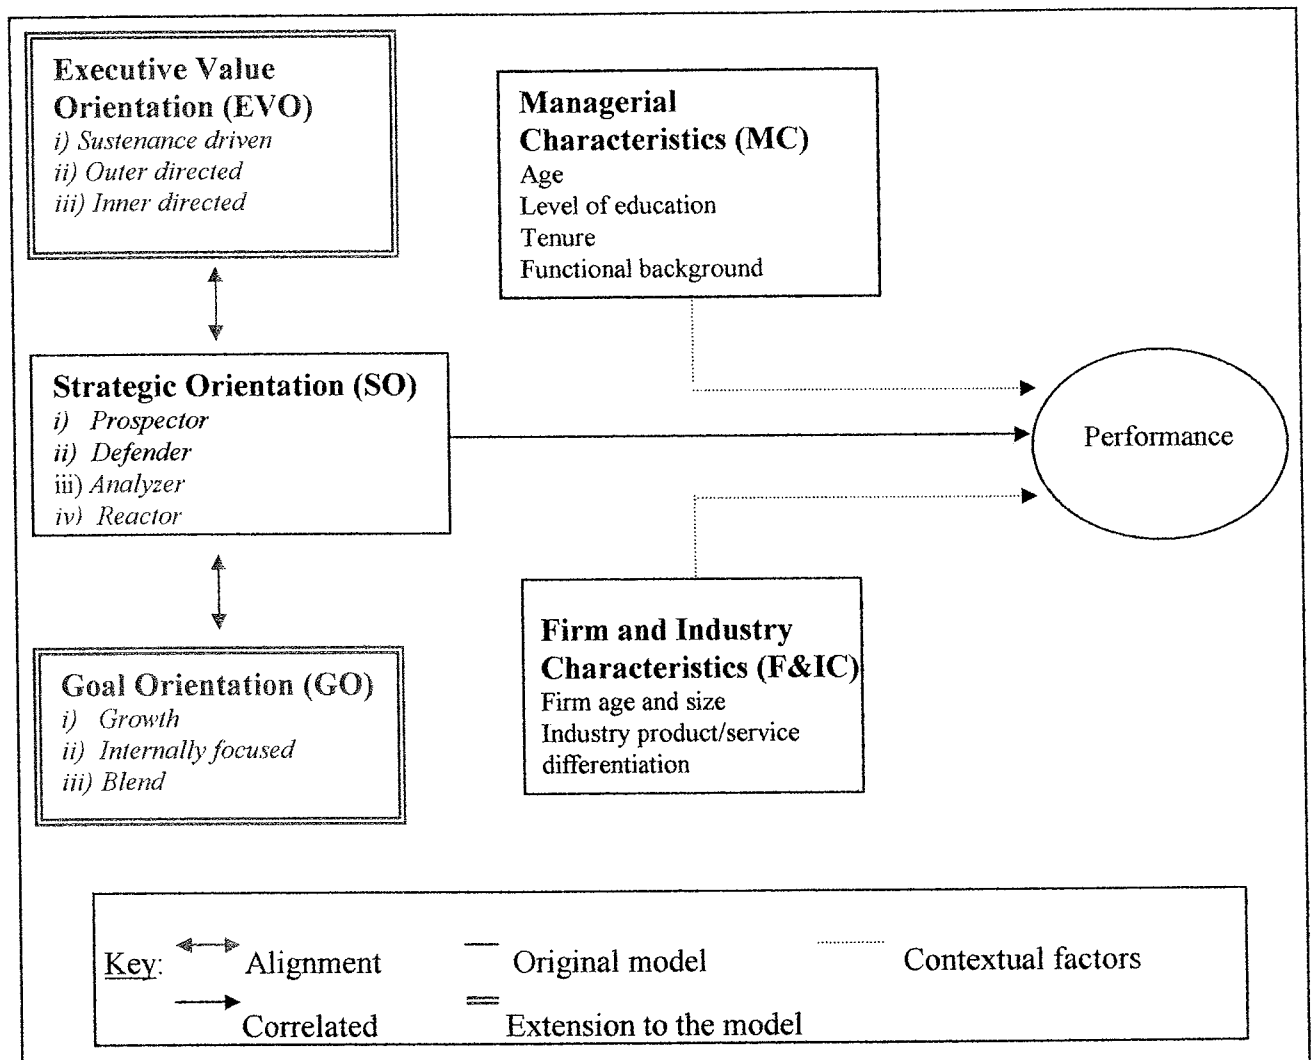 Executive Value
Orientation (EVO)
i) Sustenance driven
ii) Outer directed
iii) Inner directed
Managerial
Characteristics (MC)
Age
Level of education
Tenure
Functional background
Strategic Orientation (SO)
i) Prospector
ii) Defender
iii) Analyzer
iv) Reactor
Performance
Goal Orientation (GO)
i) Growth
ii) Internally focused
iii) Blend
Firm and Industry
Characteristics (F&IC)
Firm age and size
Industry product/service
differentiation
Key: Alignment Original model Contextual factors
Correlated Extension to the model